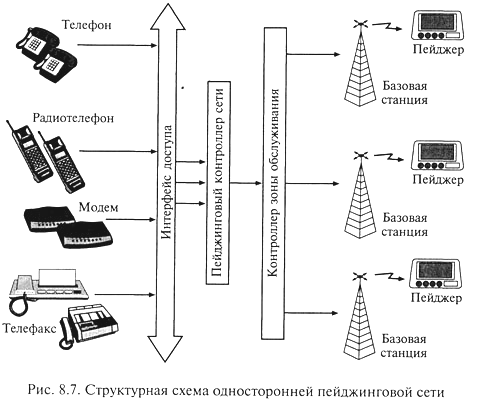 Телефон
Радиотелефон
Модем
Телефакс
Интерфейс доступа
Пейджинговый контроллер сети
Контроллер зоны обслуживания
Пейджер
Базовая
станция
Пейджер
Базовая
станция
Пейджер
Базовая
станция
Рис. 8.7. Структурная схема односторонней пейджинговой сети